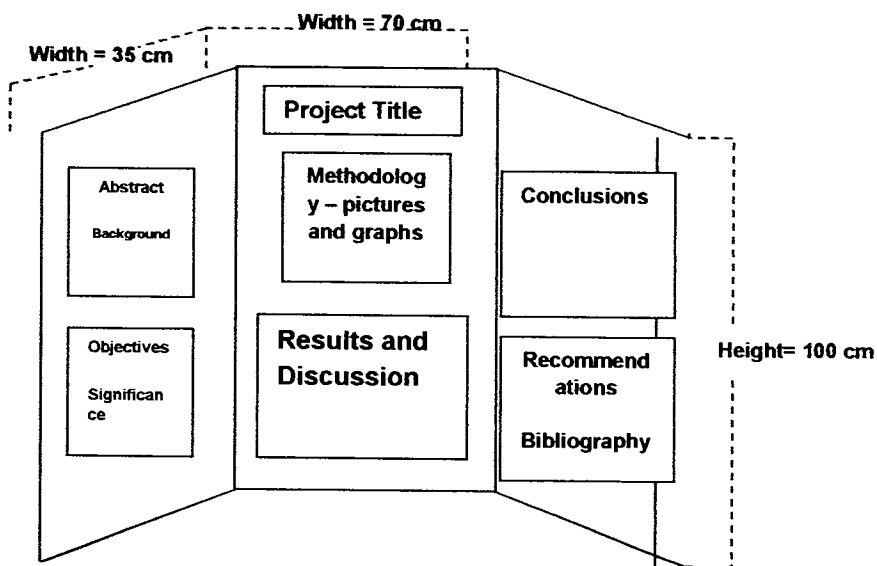 Width = 70 cm
Width = 35 cm
Project Title
Abstract
Background
Methodolog
y – pictures
and graphs
Conclusions
Objectives
Significan
ce
Results and
Discussion
Recommend
ations
Bibliography
Height= 100 cm